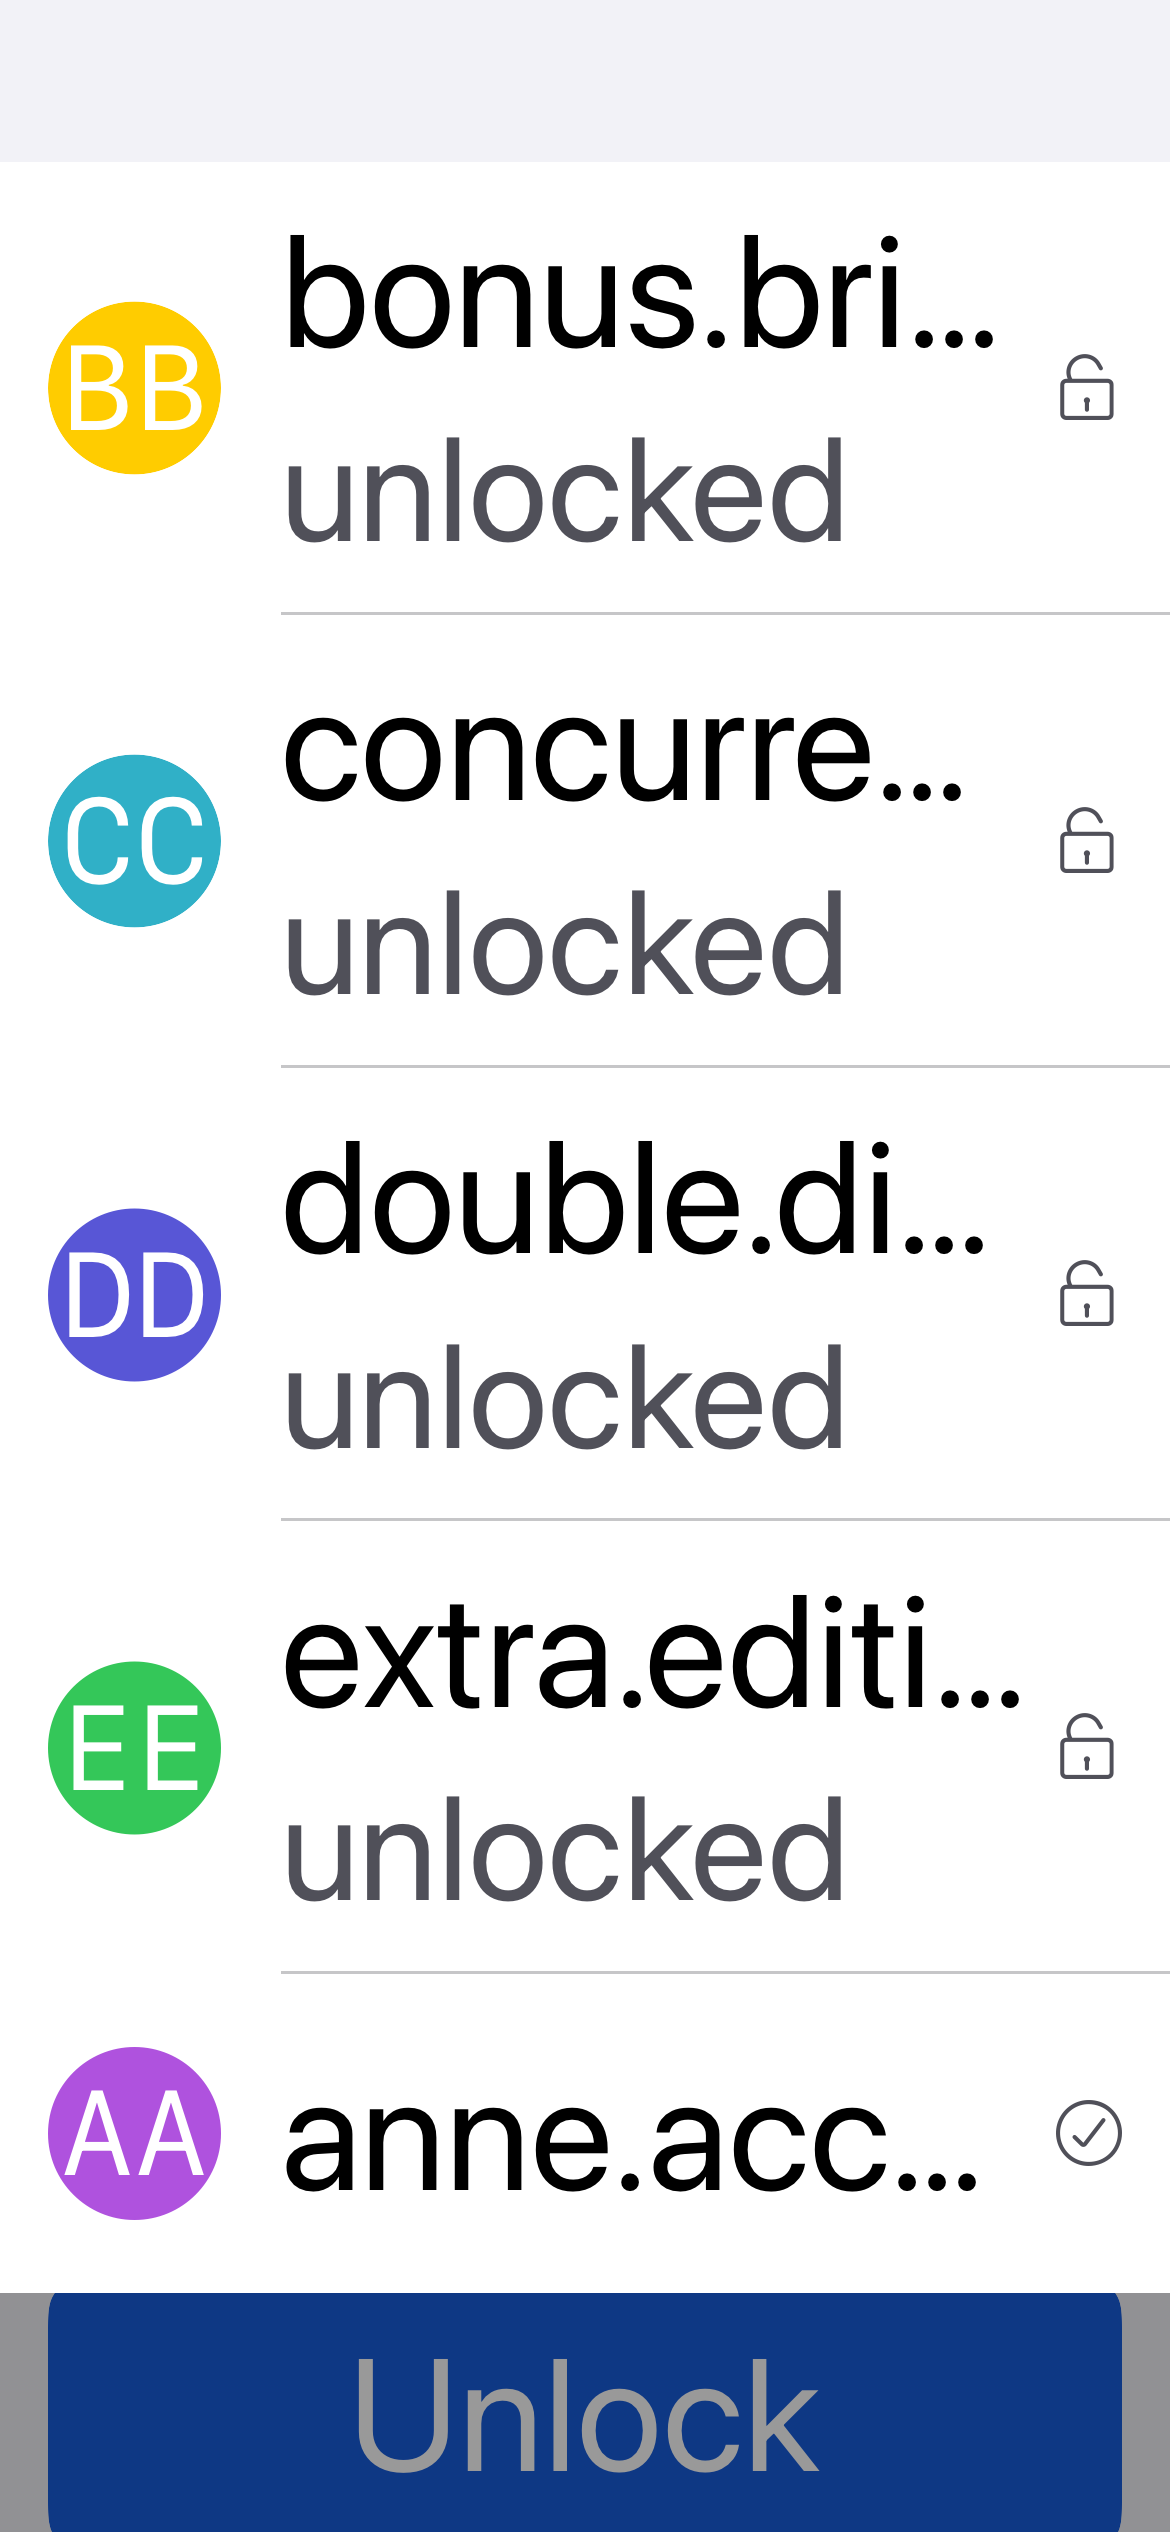 BB
bonus.bri...
unlocked
CC
concurre...
unlocked
DD
double.di...
unlocked
EE
extra.editi...
unlocked
AA
anne.acc...
Unlock